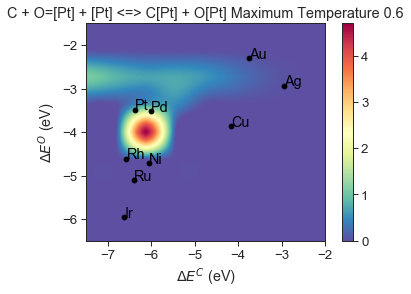 C + O=[Pt] + [Pt] <=> C[Pt] + O[Pt] Maximum Temperature 0.6
−2
−3
−4
−5
−6
ΔE^O (eV)
Au
Ag
Pt
Pd
Cu
Rh
Ni
Ru
Ir
4
3
2
1
0
−7 −6 −5 −4 −3 −2
ΔE^C (eV)